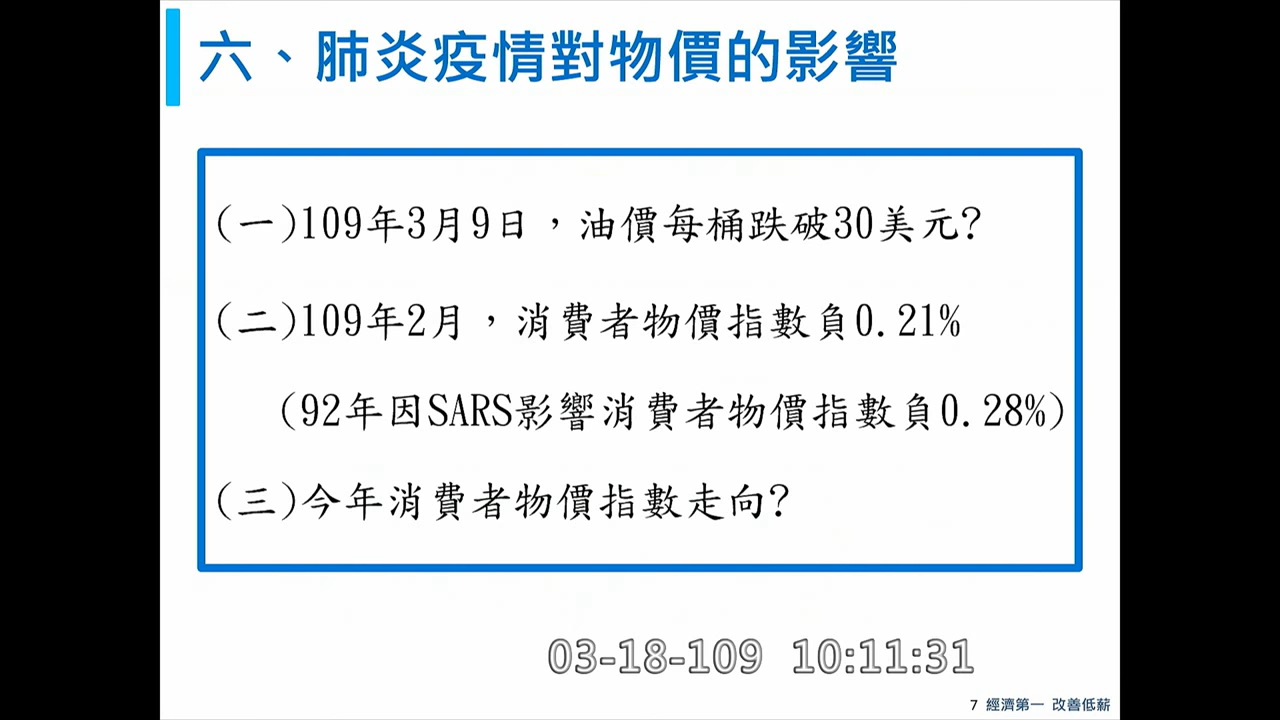 六、肺炎疫情對物價的影響
(一)109年3月9日，油價每桶跌破30美元?
(二)109年2月，消費者物價指數負0.21%
(92年因SARS影響消費者物價指數負0.28%)
(三)今年消費者物價指數走向?
03-18-109 10:11:31
7 經濟第一 改善低薪